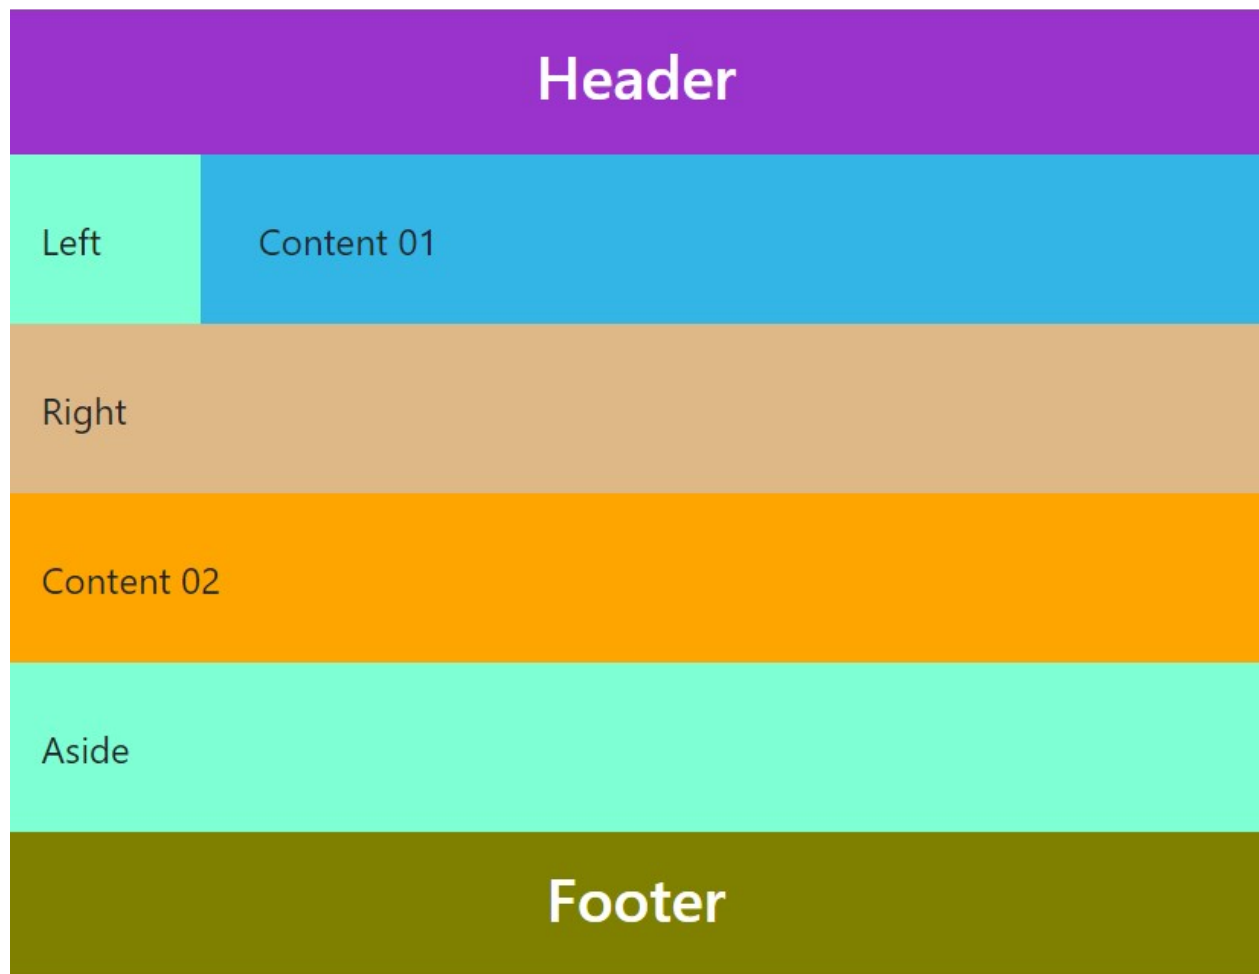 Header
Left
Content 01
Right
Content 02
Aside
Footer